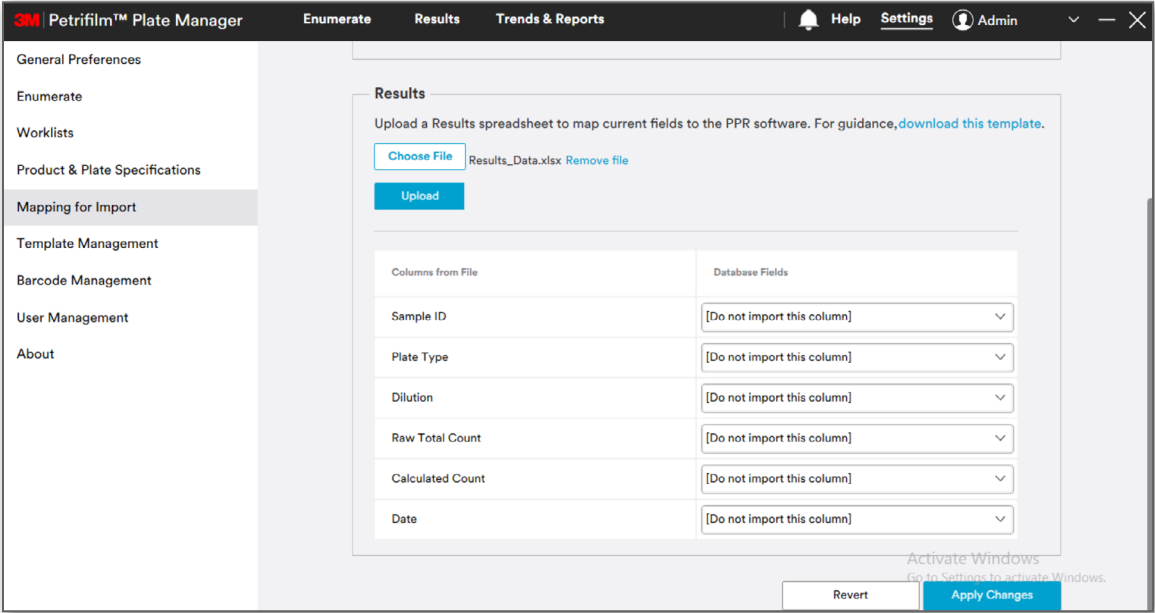 3M Petrifilm™ Plate Manager Enumerate Results Trends & Reports Help Settings Admin
General Preferences
Enumerate
Worklists
Product & Plate Specifications
Mapping for Import
Template Management
Barcode Management
User Management
About
Results
Upload a Results spreadsheet to map current fields to the PPR software. For guidance,download this template.
Choose File Results_Data.xlsx Remove file
Upload
Columns from File Database Fields
Sample ID [Do not import this column]
Plate Type [Do not import this column]
Dilution [Do not import this column]
Raw Total Count [Do not import this column]
Calculated Count [Do not import this column]
Date [Do not import this column]
Activate Windows
Go to Settings to activate Windows.
Revert Apply Changes